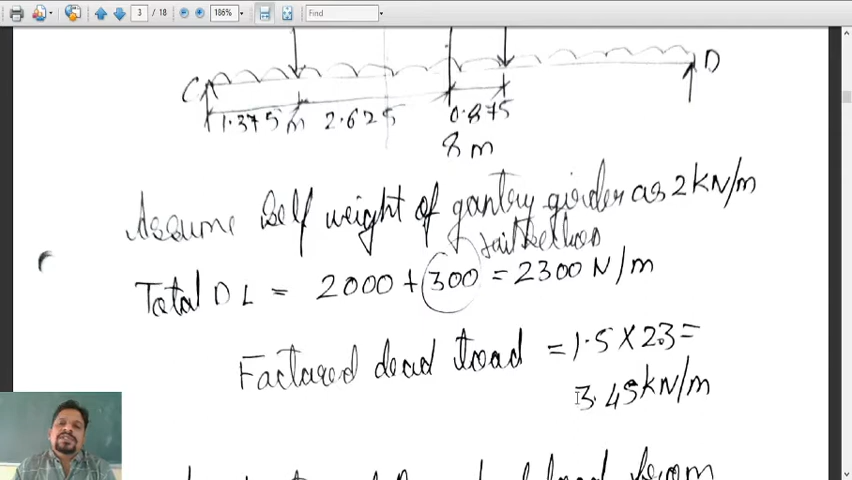 3 / 18
186%
Find
C
D
1.375 m 2.625 0.875
8 m
Assume self weight of gantry girder as 2 kN/m
Total DL = 2000 + 300 = 2300 N/m
Factored dead load = 1.5 X 2.3 =
3.45 kN/m